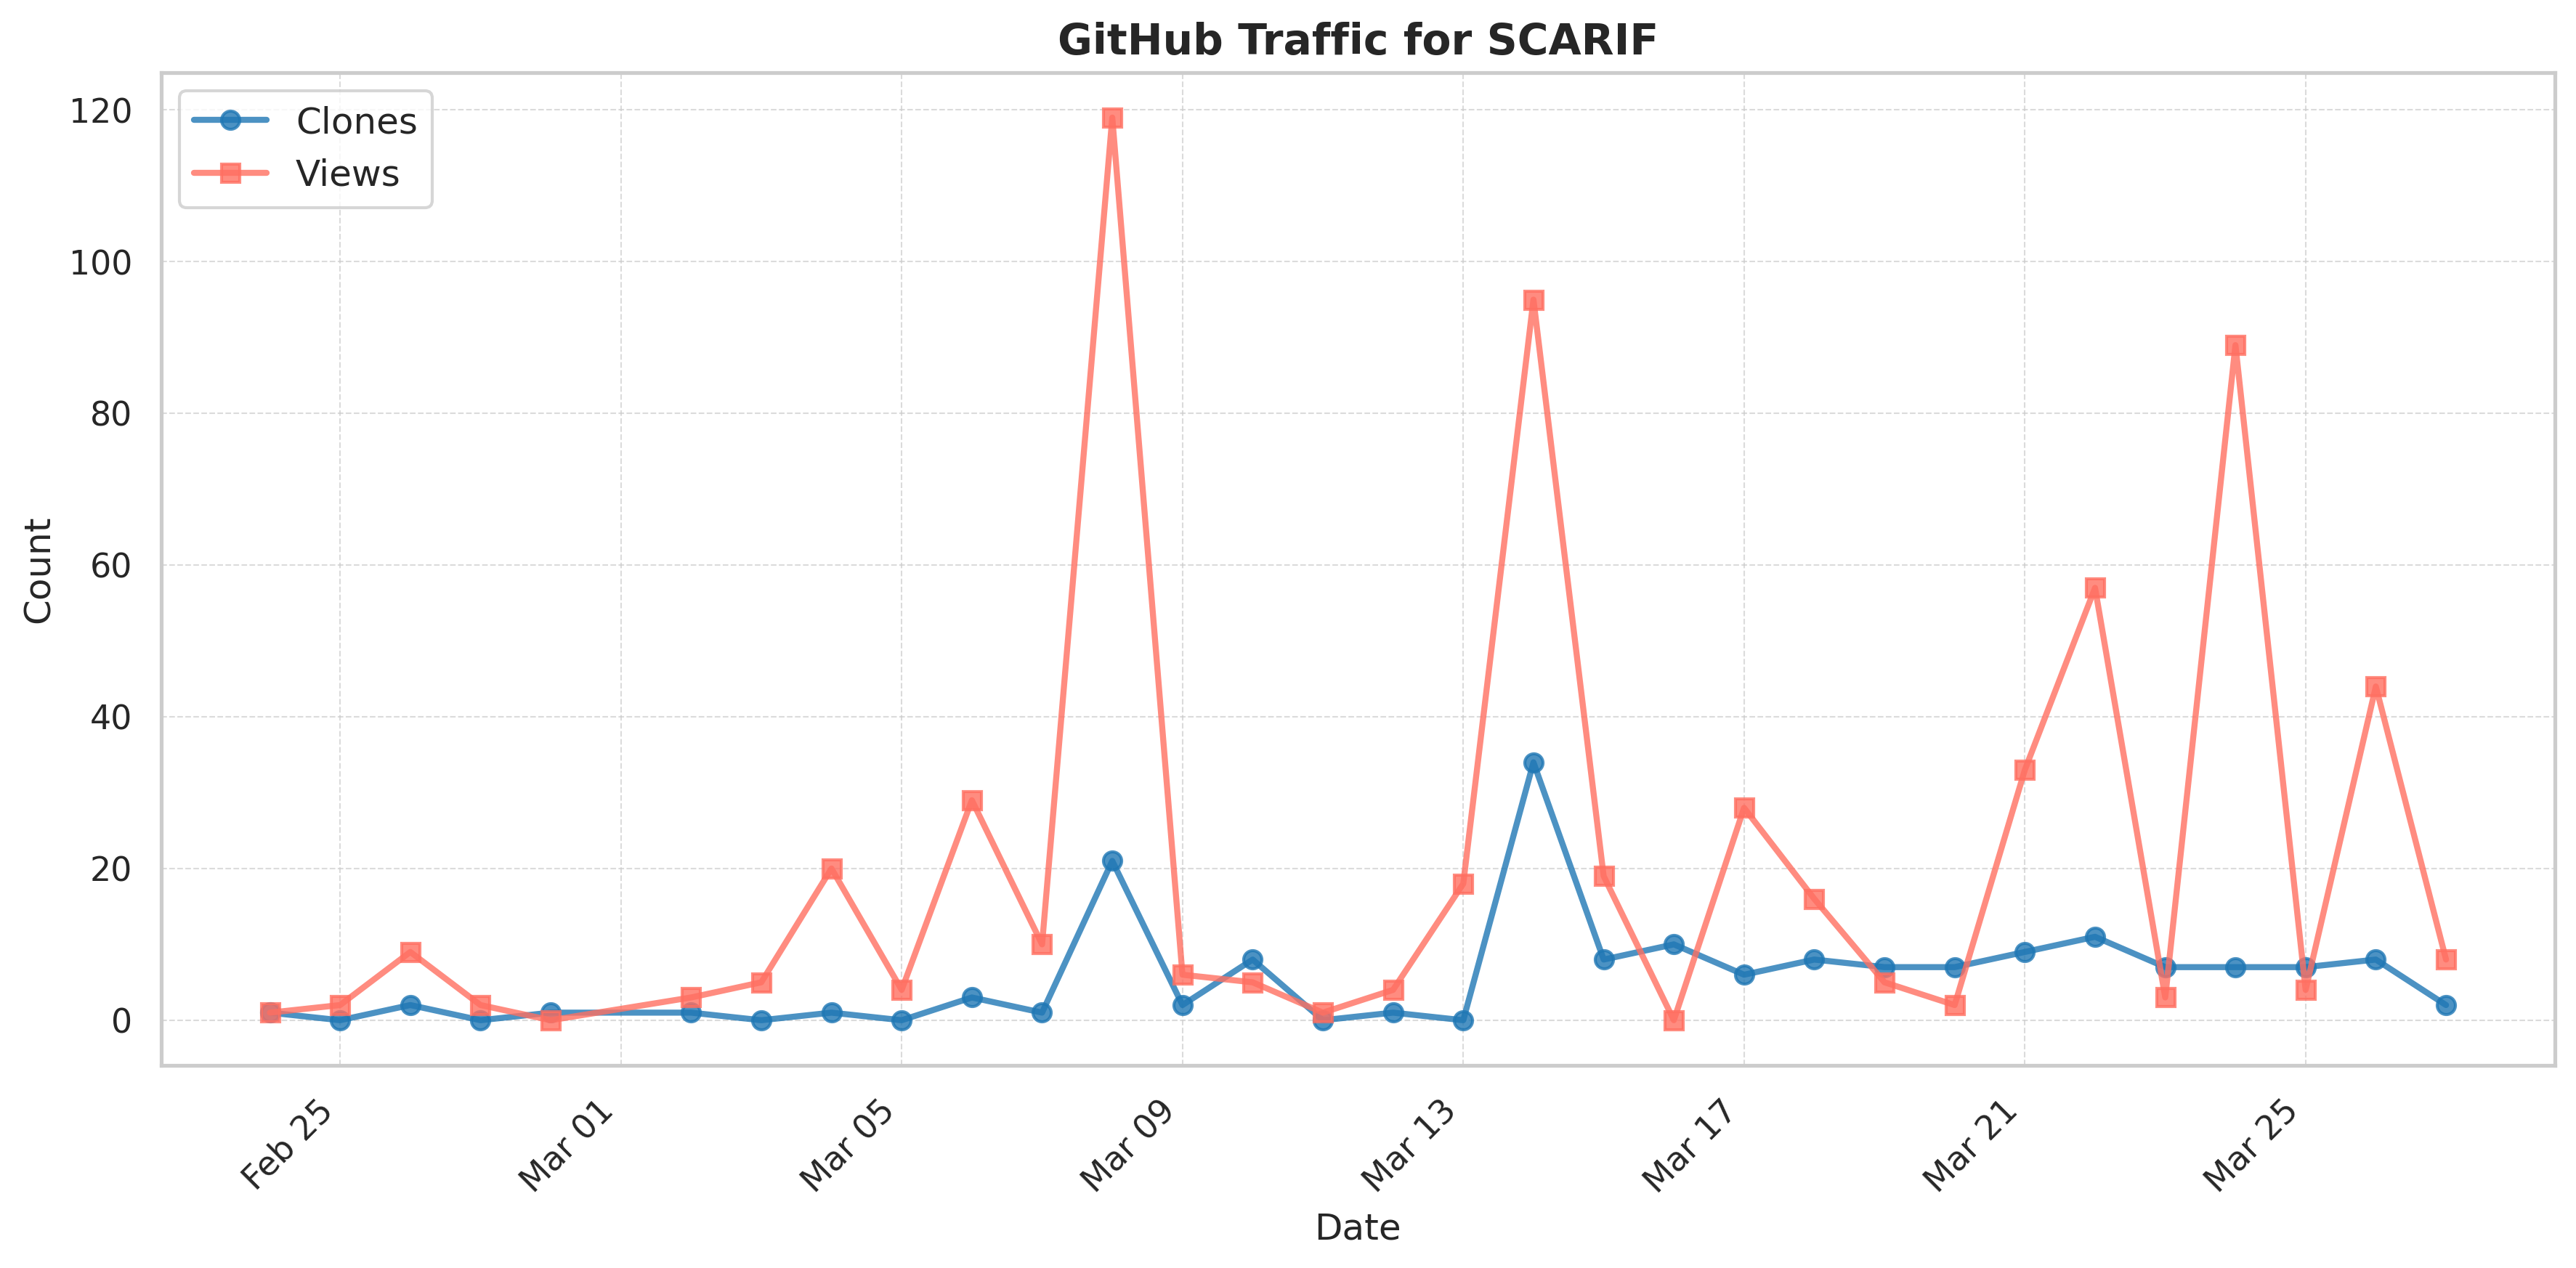 GitHub Traffic for SCARIF
Clones
Views
Count
120
100
80
60
40
20
0
Feb 25
Mar 01
Mar 05
Mar 09
Mar 13
Mar 17
Mar 21
Mar 25
Date